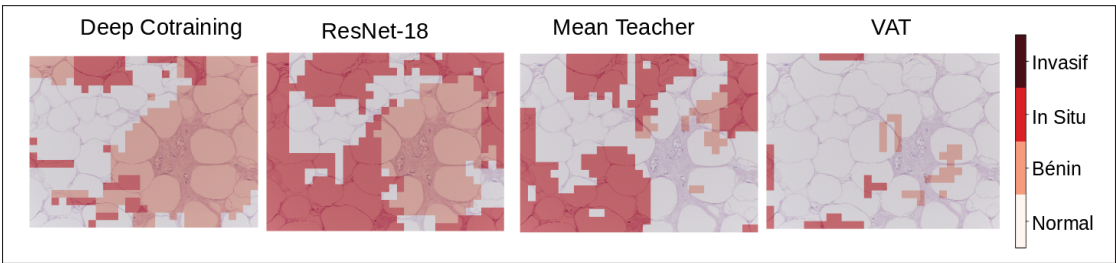 Deep Cotraining
ResNet-18
Mean Teacher
VAT
Invasif
In Situ
Bénin
Normal